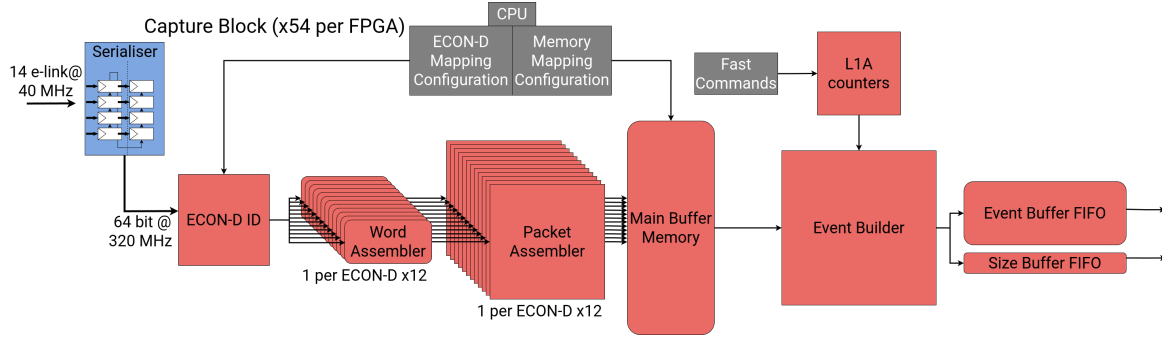 Capture Block (x54 per FPGA)
CPU
ECON-D
Mapping
Configuration
Memory
Mapping
Configuration
Serialiser
14 e-link@
40 MHz
Fast
Commands
L1A
counters
64 bit @
320 MHz
ECON-D ID
Word
Assembler
1 per ECON-D x12
Packet
Assembler
1 per ECON-D x12
Main Buffer
Memory
Event Builder
Event Buffer FIFO
Size Buffer FIFO